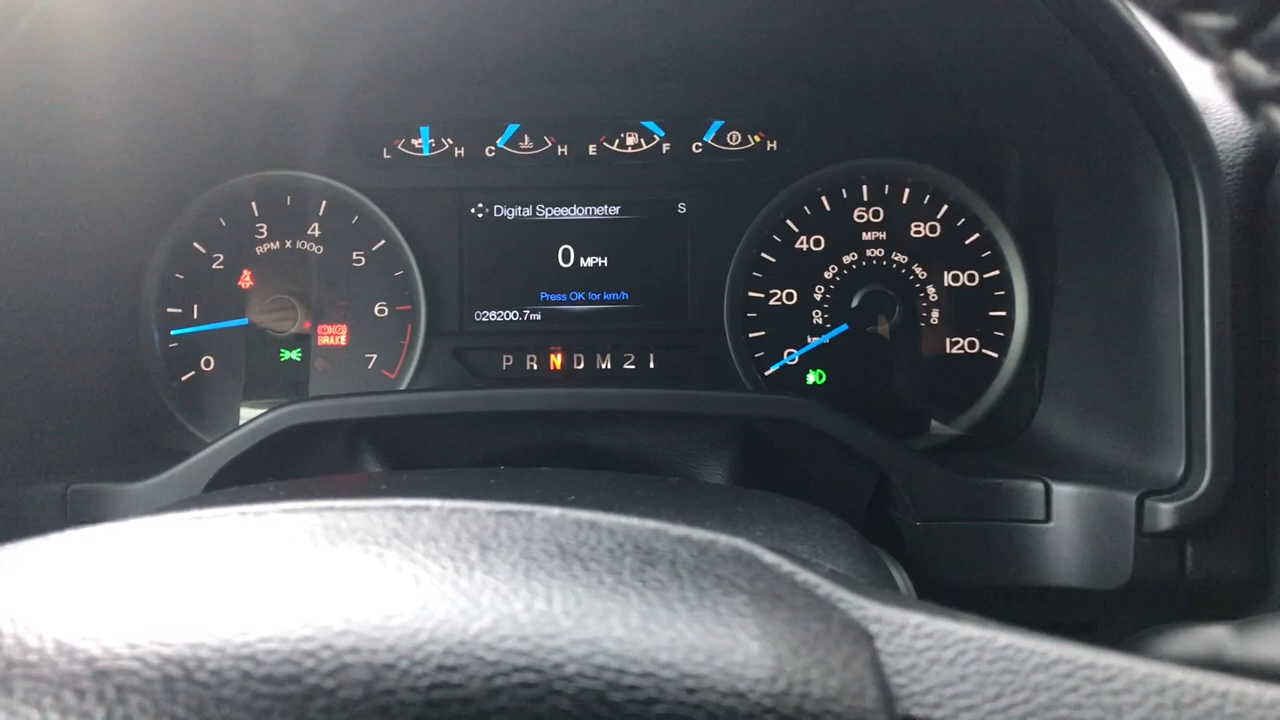 L H C H E F C H
0 1 2 3 4 5 6 7
RPM X 1000
BRAKE
Digital Speedometer S
0 MPH
Press OK for km/h
026200.7mi
P R N D M 2 1
0 20 40 60 80 100 120
MPH
20 40 60 80 100 120 140 160 180
km/h